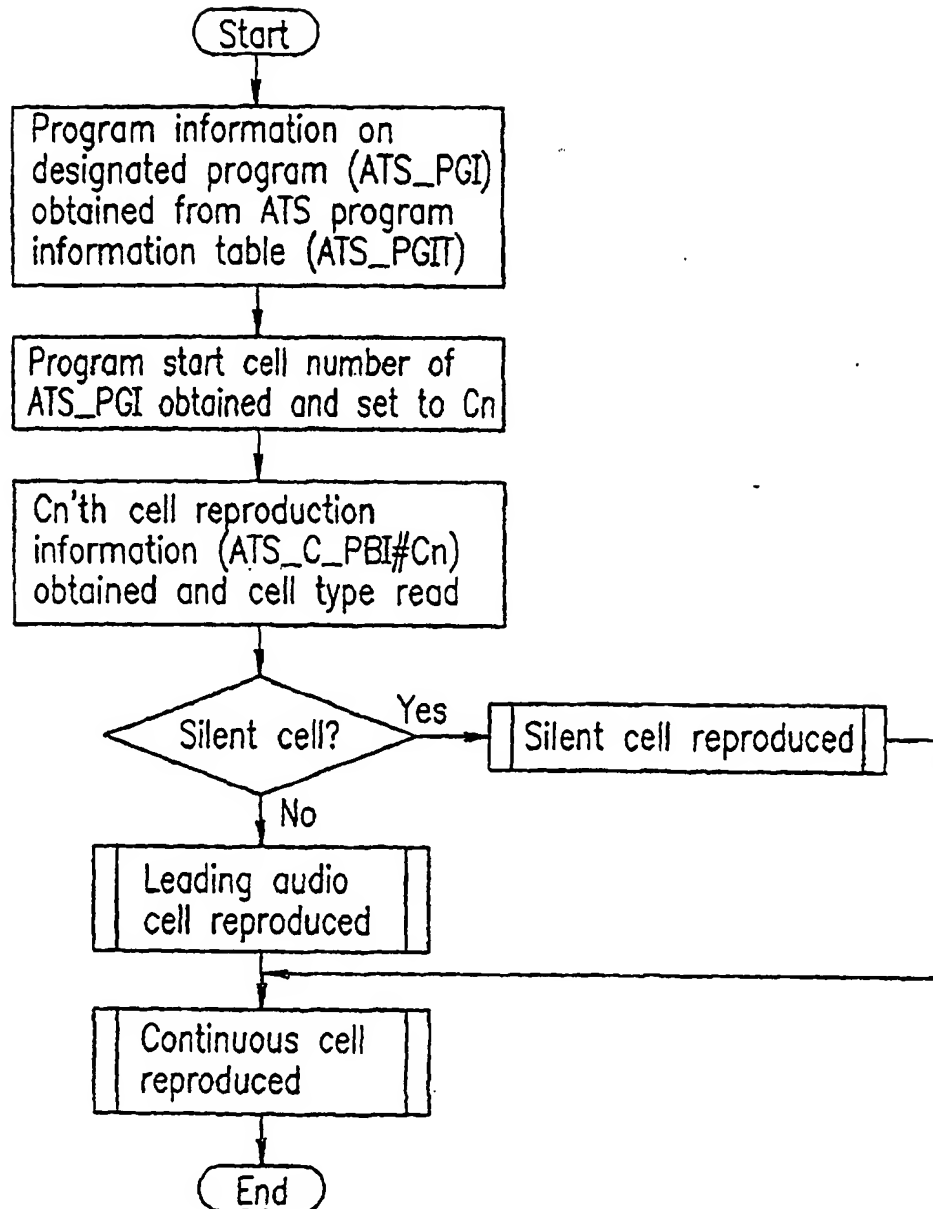 Start
Program information on
designated program (ATS_PGI)
obtained from ATS program
information table (ATS_PGIT)
Program start cell number of
ATS_PGI obtained and set to Cn
Cn'th cell reproduction
information (ATS_C_PBI#Cn)
obtained and cell type read
Silent cell?
Yes
Silent cell reproduced
No
Leading audio
cell reproduced
Continuous cell
reproduced
End